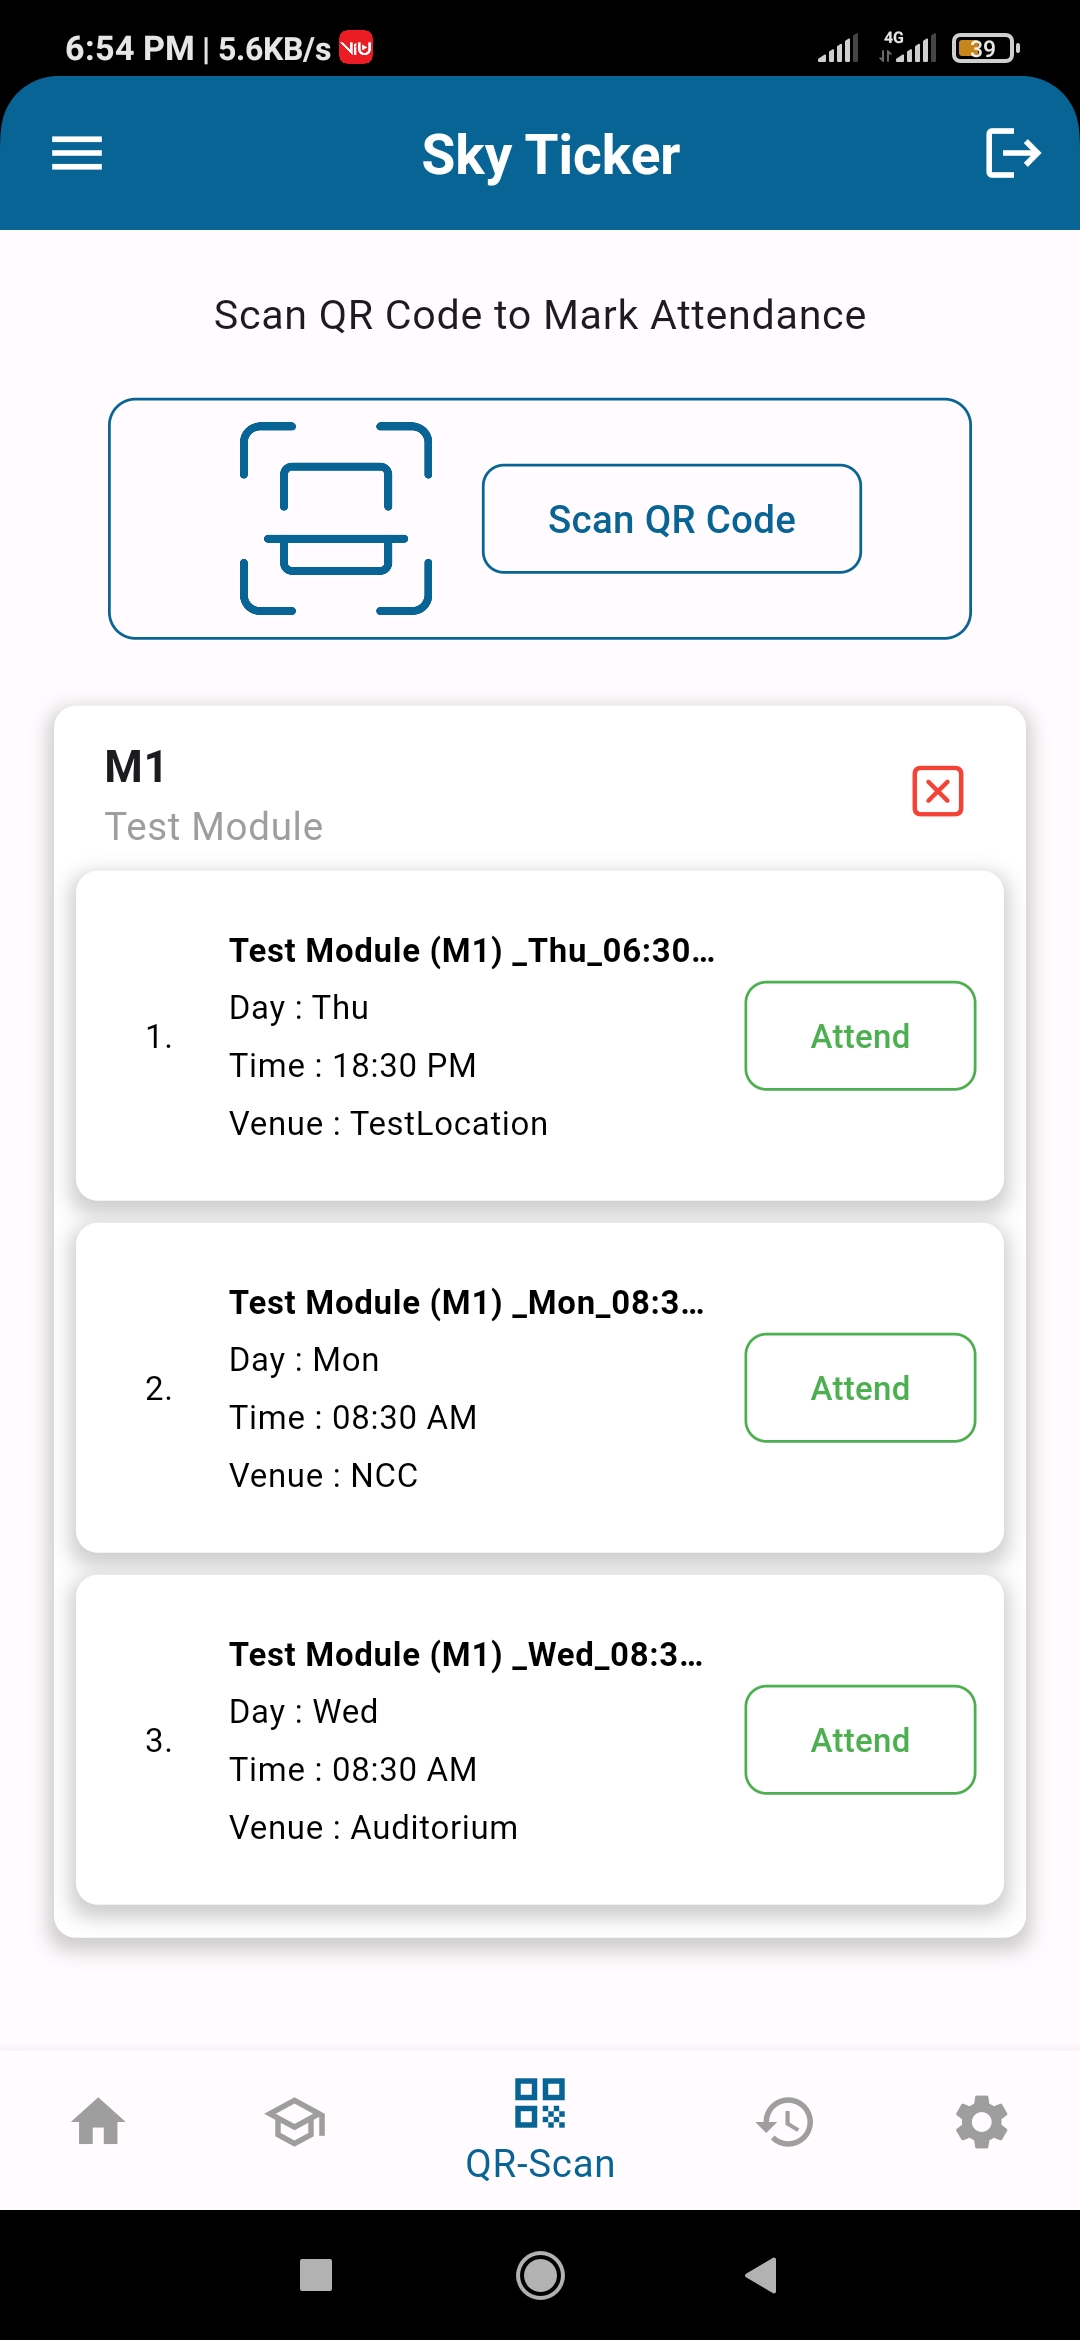 6:54 PM | 5.6KB/s ViU
4G
39
Sky Ticker
Scan QR Code to Mark Attendance
Scan QR Code
M1
Test Module
1.
Test Module (M1) _Thu_06:30...
Day : Thu
Time : 18:30 PM
Venue : TestLocation
Attend
2.
Test Module (M1) _Mon_08:3...
Day : Mon
Time : 08:30 AM
Venue : NCC
Attend
3.
Test Module (M1) _Wed_08:3...
Day : Wed
Time : 08:30 AM
Venue : Auditorium
Attend
QR-Scan